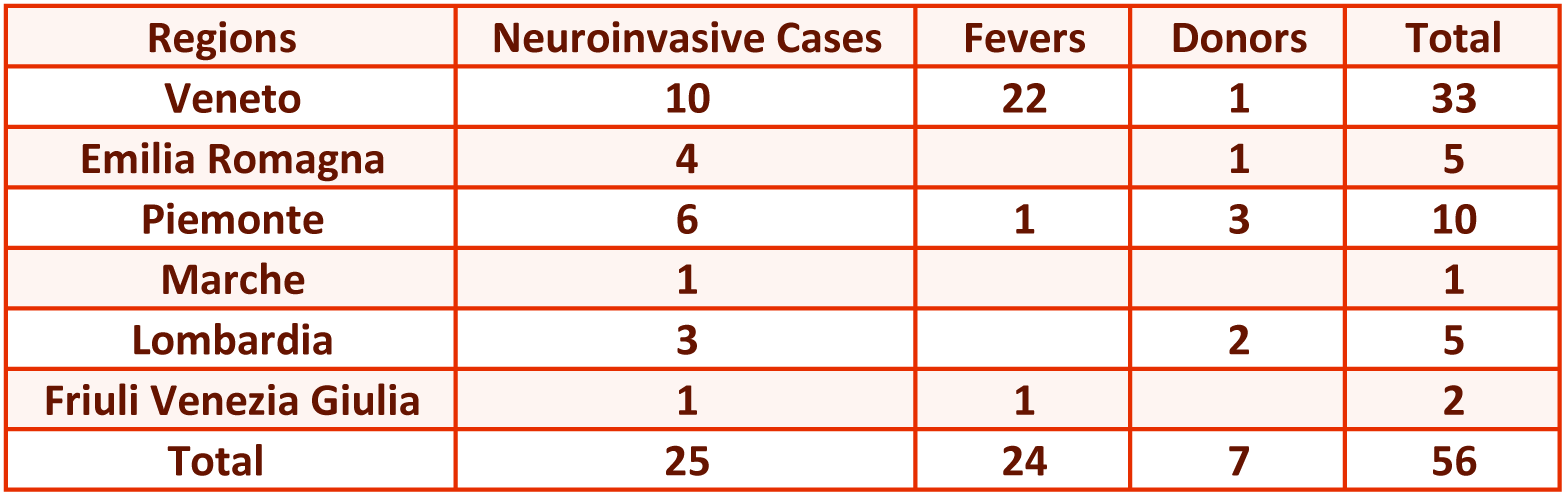 Regions Neuroinvasive Cases Fevers Donors Total
Veneto 10 22 1 33
Emilia Romagna 4 1 5
Piemonte 6 1 3 10
Marche 1 1
Lombardia 3 2 5
Friuli Venezia Giulia 1 1 2
Total 25 24 7 56